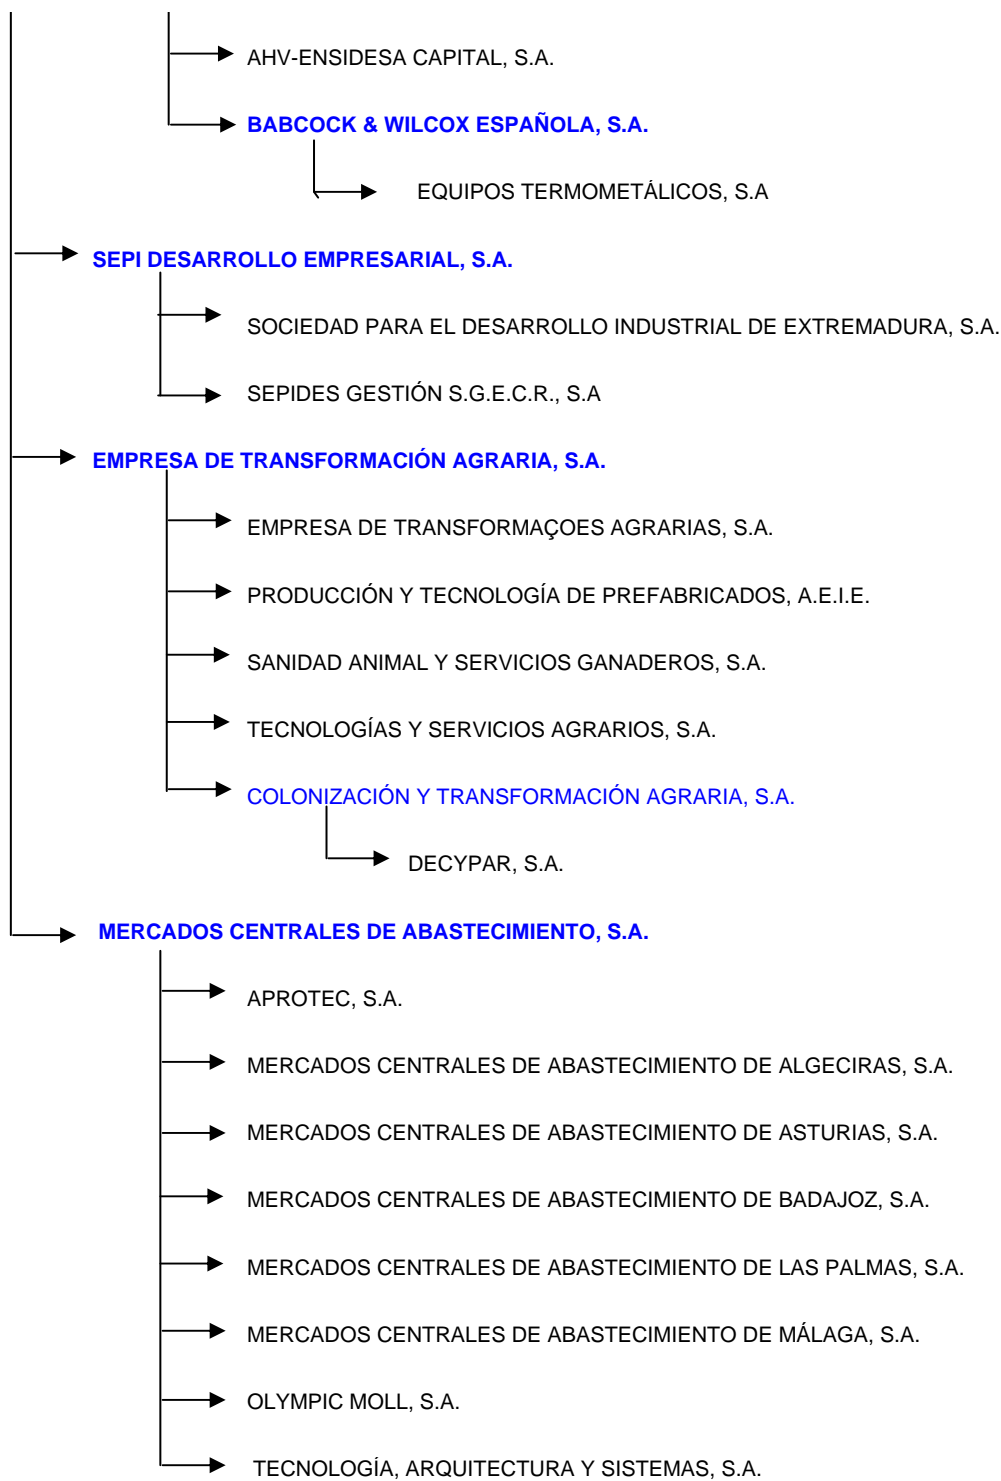 AHV-ENSIDESA CAPITAL, S.A.
BABCOCK & WILCOX ESPAÑOLA, S.A.
EQUIPOS TERMOMETÁLICOS, S.A
SEPI DESARROLLO EMPRESARIAL, S.A.
SOCIEDAD PARA EL DESARROLLO INDUSTRIAL DE EXTREMADURA, S.A.
SEPIDES GESTIÓN S.G.E.C.R., S.A
EMPRESA DE TRANSFORMACIÓN AGRARIA, S.A.
EMPRESA DE TRANSFORMAÇOES AGRARIAS, S.A.
PRODUCCIÓN Y TECNOLOGÍA DE PREFABRICADOS, A.E.I.E.
SANIDAD ANIMAL Y SERVICIOS GANADEROS, S.A.
TECNOLOGÍAS Y SERVICIOS AGRARIOS, S.A.
COLONIZACIÓN Y TRANSFORMACIÓN AGRARIA, S.A.
DECYPAR, S.A.
MERCADOS CENTRALES DE ABASTECIMIENTO, S.A.
APROTEC, S.A.
MERCADOS CENTRALES DE ABASTECIMIENTO DE ALGECIRAS, S.A.
MERCADOS CENTRALES DE ABASTECIMIENTO DE ASTURIAS, S.A.
MERCADOS CENTRALES DE ABASTECIMIENTO DE BADAJOZ, S.A.
MERCADOS CENTRALES DE ABASTECIMIENTO DE LAS PALMAS, S.A.
MERCADOS CENTRALES DE ABASTECIMIENTO DE MÁLAGA, S.A.
OLYMPIC MOLL, S.A.
TECNOLOGÍA, ARQUITECTURA Y SISTEMAS, S.A.